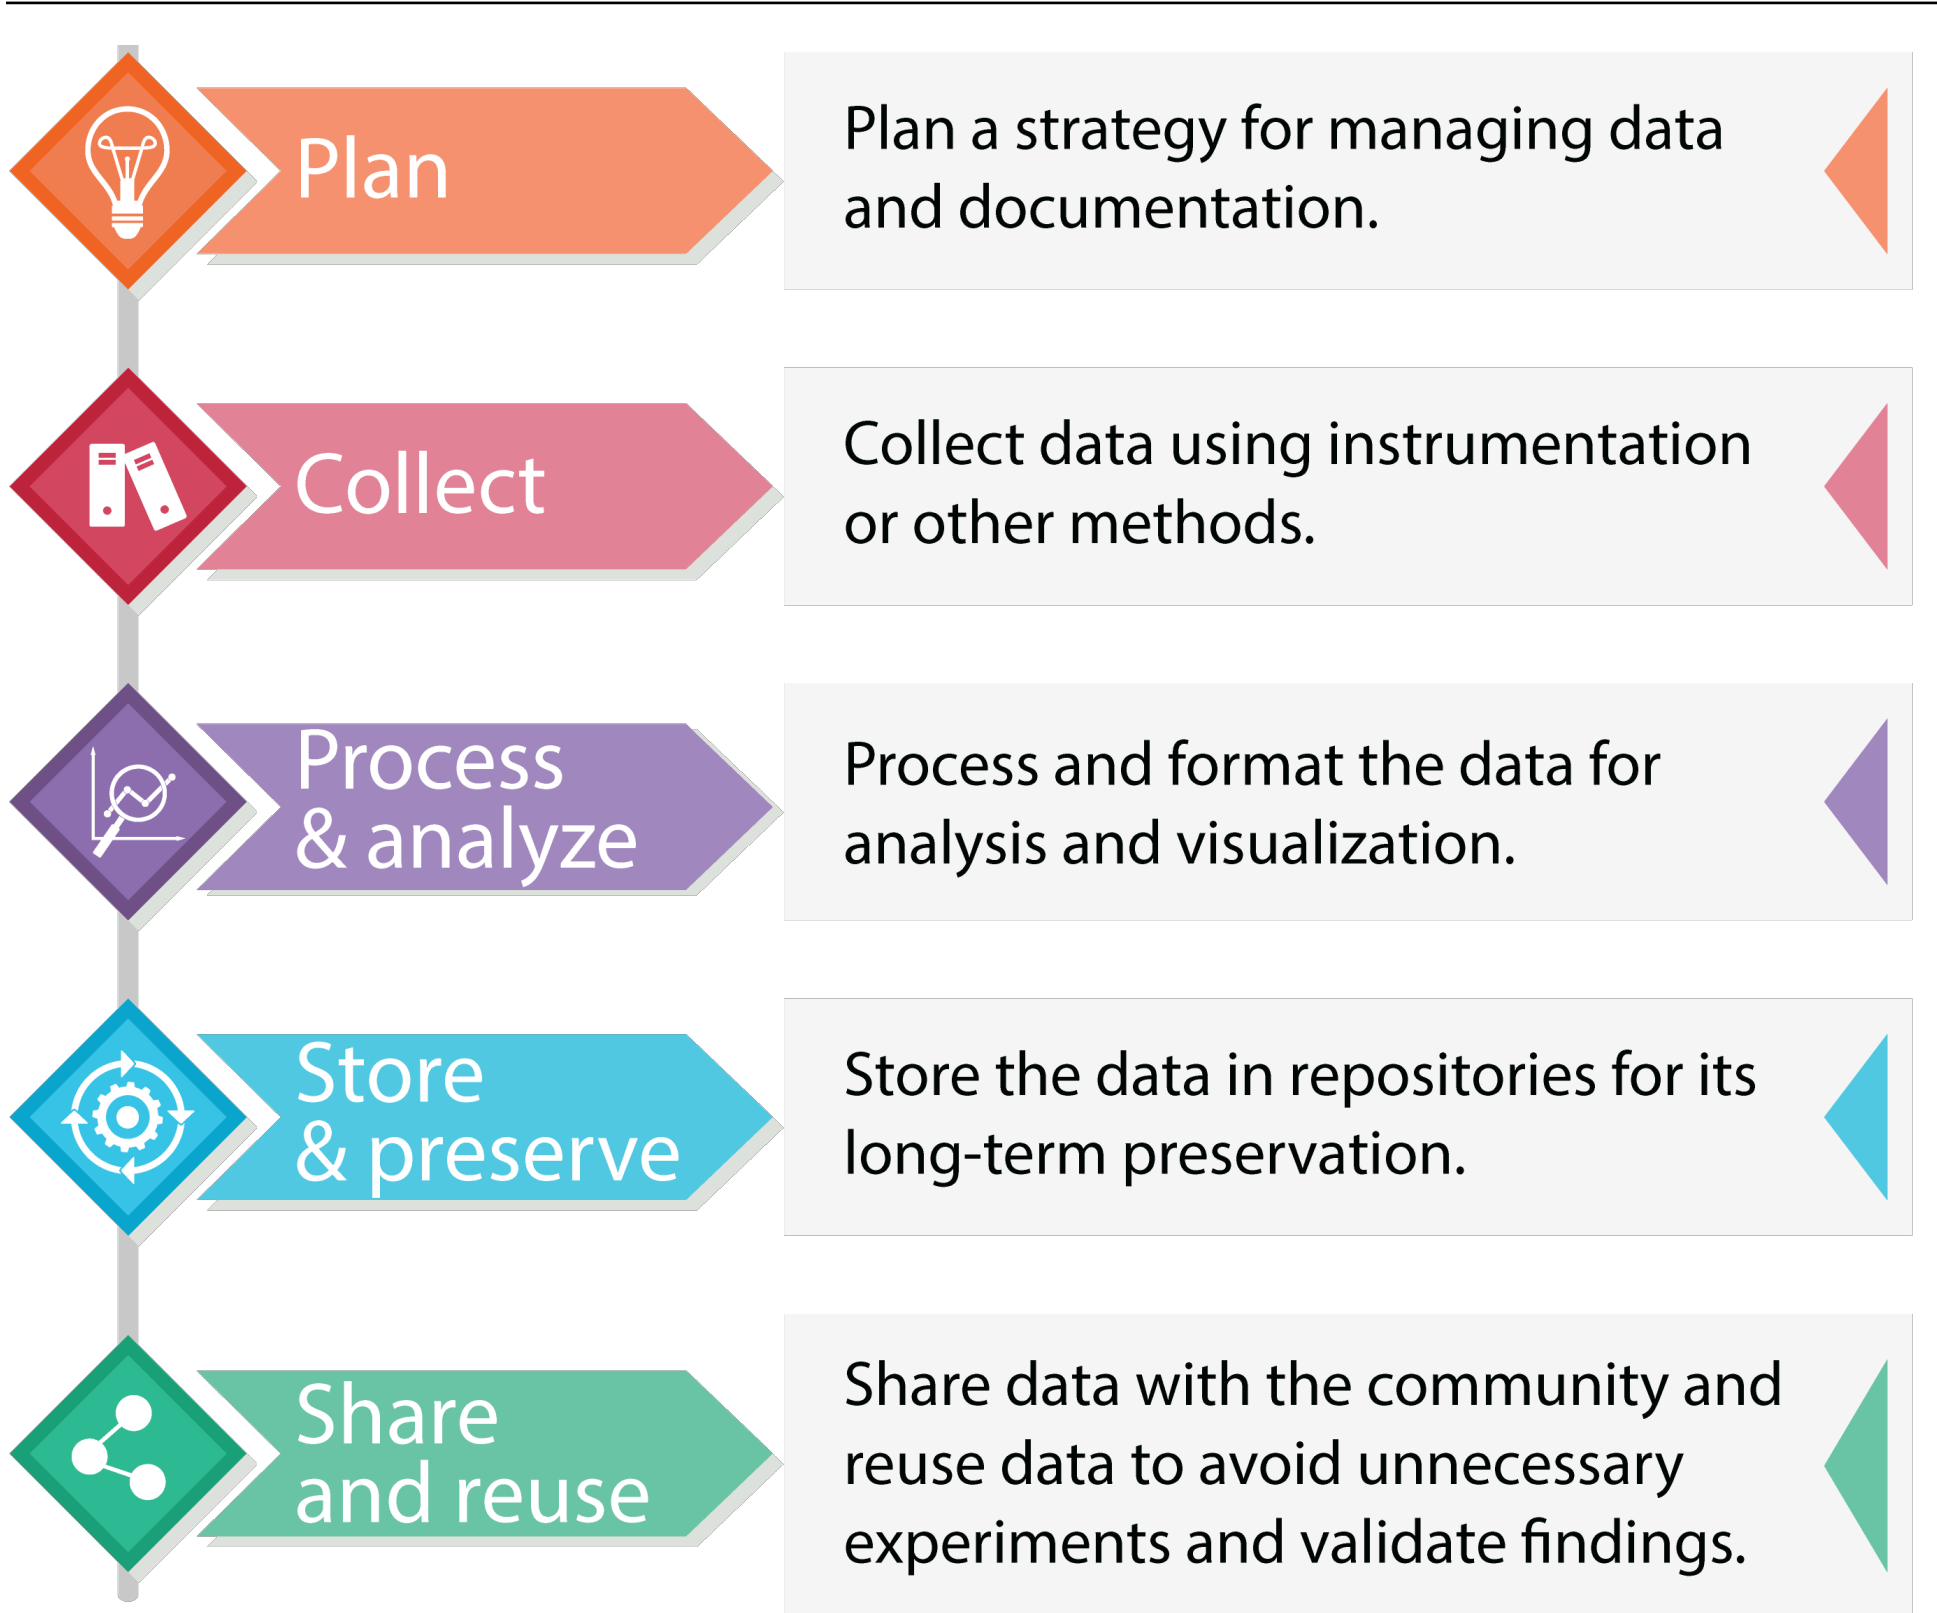 Plan
Plan a strategy for managing data
and documentation.
Collect
Collect data using instrumentation
or other methods.
Process
& analyze
Process and format the data for
analysis and visualization.
Store
& preserve
Store the data in repositories for its
long-term preservation.
Share
and reuse
Share data with the community and
reuse data to avoid unnecessary
experiments and validate findings.